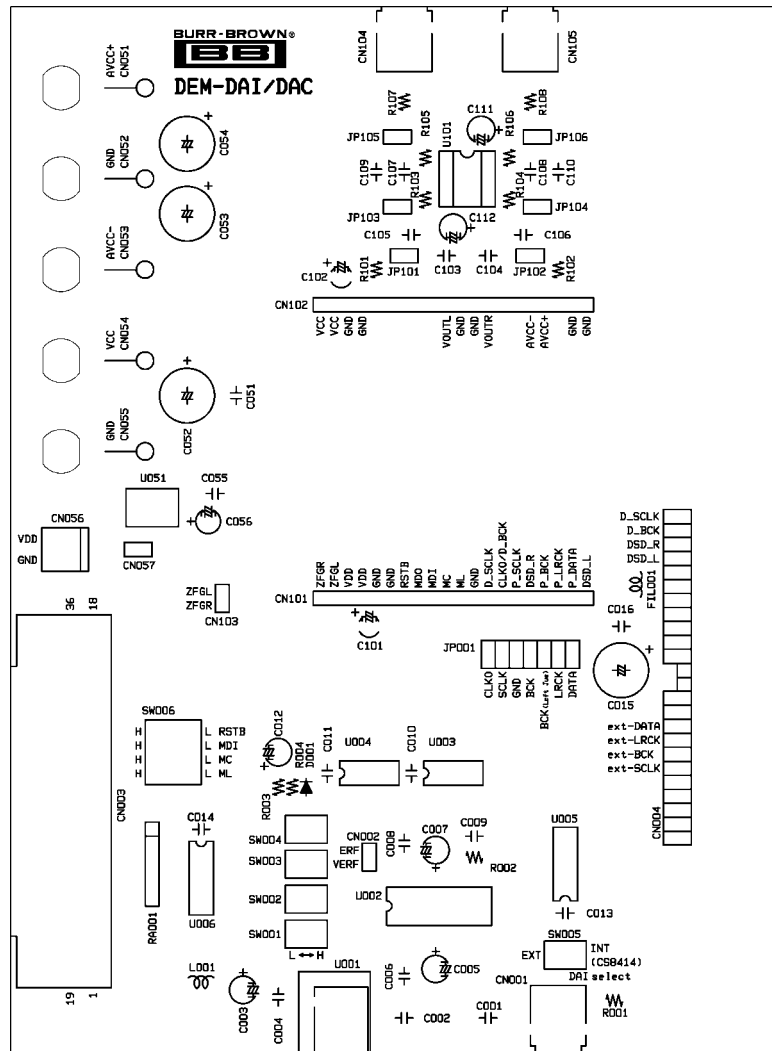 BURR-BROWN®
BB
DEM-DAI/DAC
AVCC+
CN051
GND
CN052
AVCC-
CN053
VCC
CN054
GND
CN055
C054
C053
C052
C051
CN104
CN105
R107
R108
R105
R106
C111
U101
JP105
JP106
C109
C107
C108
C110
R103
R104
JP103
JP104
C112
C105
C106
R101
JP101
C103
C104
JP102
R102
C102
CN102
VCC
VCC
GND
GND
VOUTL
GND
GND
VOUTR
AVCC-
AVCC+
GND
GND
U051
C055
C056
CN056
VDD
GND
CN057
ZFGL
ZFGR
CN103
ZFGR
ZFGL
VDD
VDD
GND
GND
RSTB
MDO
MDI
MC
ML
GND
D_SCLK
CLKO/D_BCK
P_SCLK
DSD_R
P_BCK
P_LRCK
P_DATA
DSD_L
CN101
C101
D_SCLK
D_BCK
DSD_R
DSD_L
FIL001
C016
C015
JP001
CLKO
SCLK
GND
BCK
BCK(Left Jus)
LRCK
DATA
ext-DATA
ext-LRCK
ext-BCK
ext-SCLK
CN004
36
18
CN003
19
1
SW006
H L RSTB
H L MDI
H L MC
H L ML
C012
R004
D001
R003
C011
U004
C010
U003
C014
RA001
U006
SW004
SW003
SW002
SW001
L ↔ H
CN002
ERF
VERF
C008
C007
C009
R002
U002
U005
C013
SW005
EXT
INT
(CS8414)
DAI select
L001
C003
C004
U001
C006
C005
C002
C001
CN001
R001